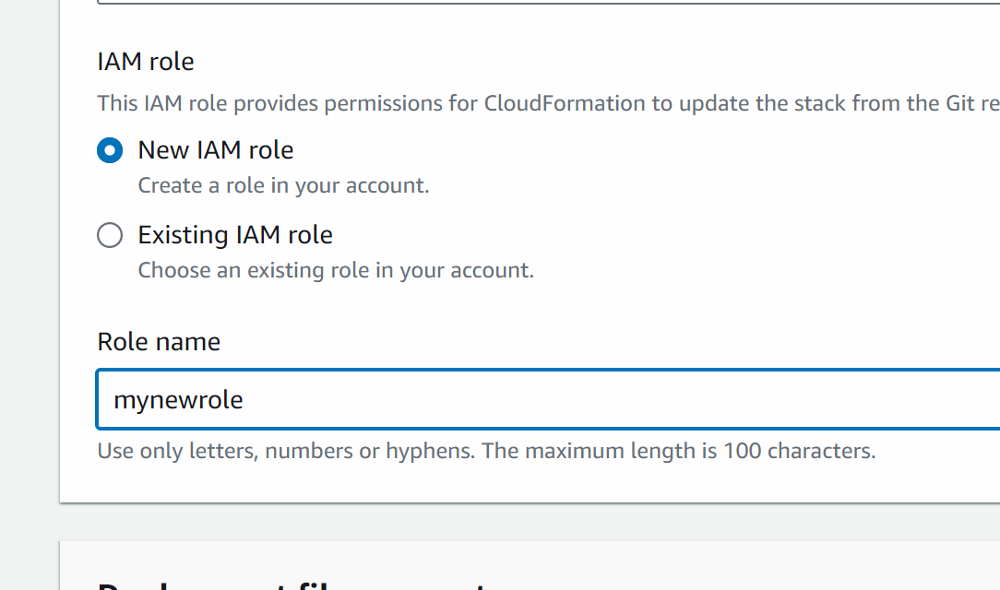 IAM role
This IAM role provides permissions for CloudFormation to update the stack from the Git re
New IAM role
Create a role in your account.
Existing IAM role
Choose an existing role in your account.
Role name
mynewrole
Use only letters, numbers or hyphens. The maximum length is 100 characters.